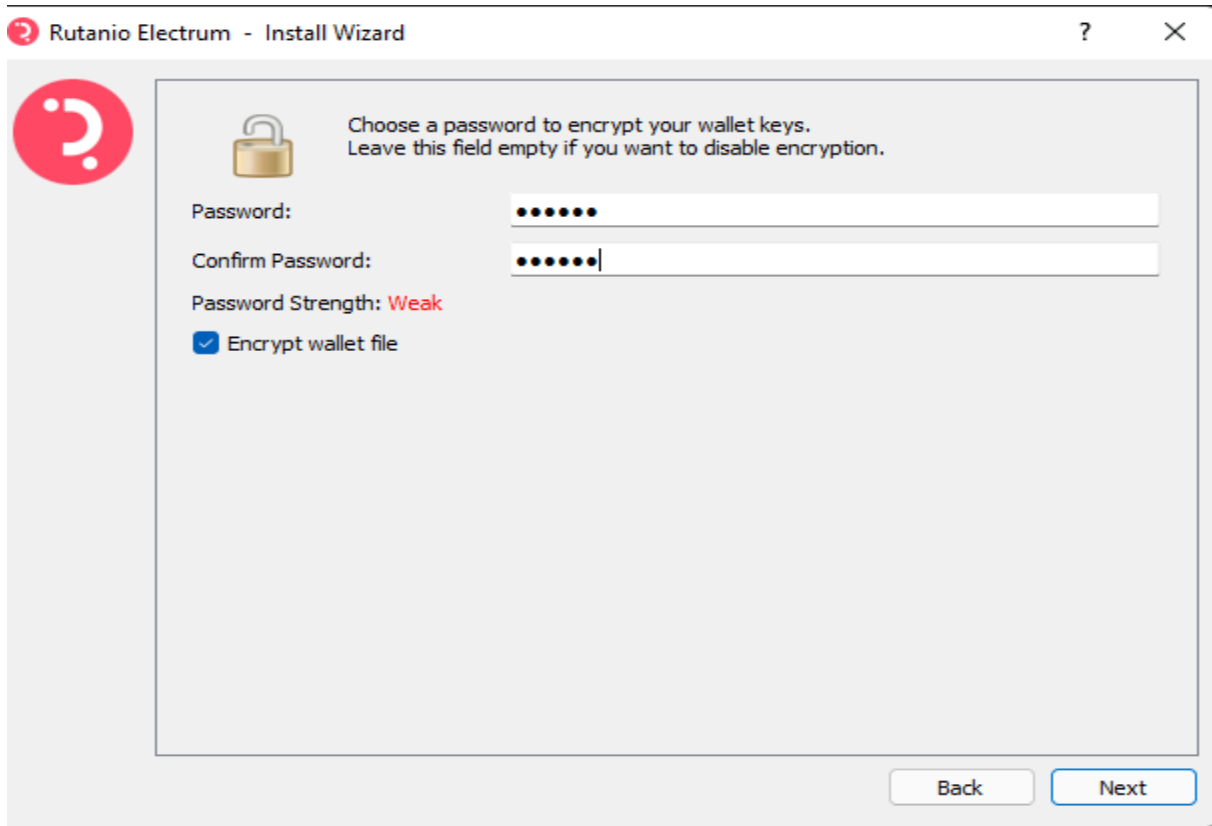 Rutanio Electrum - Install Wizard
?
Choose a password to encrypt your wallet keys.
Leave this field empty if you want to disable encryption.
Password: ●●●●●●
Confirm Password: ●●●●●●
Password Strength: Weak
Encrypt wallet file
Back Next